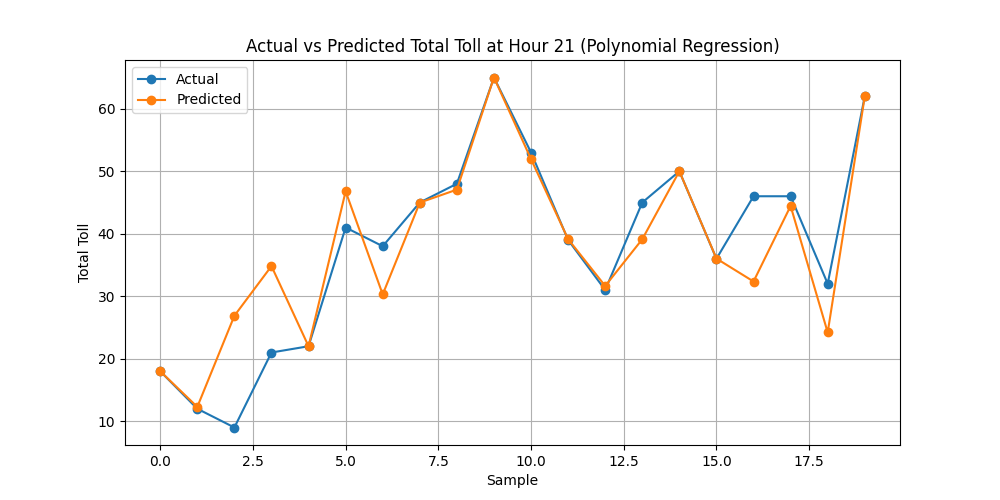 Actual vs Predicted Total Toll at Hour 21 (Polynomial Regression)
Actual
Predicted
60
50
40
30
20
10
Total Toll
0.0 2.5 5.0 7.5 10.0 12.5 15.0 17.5
Sample